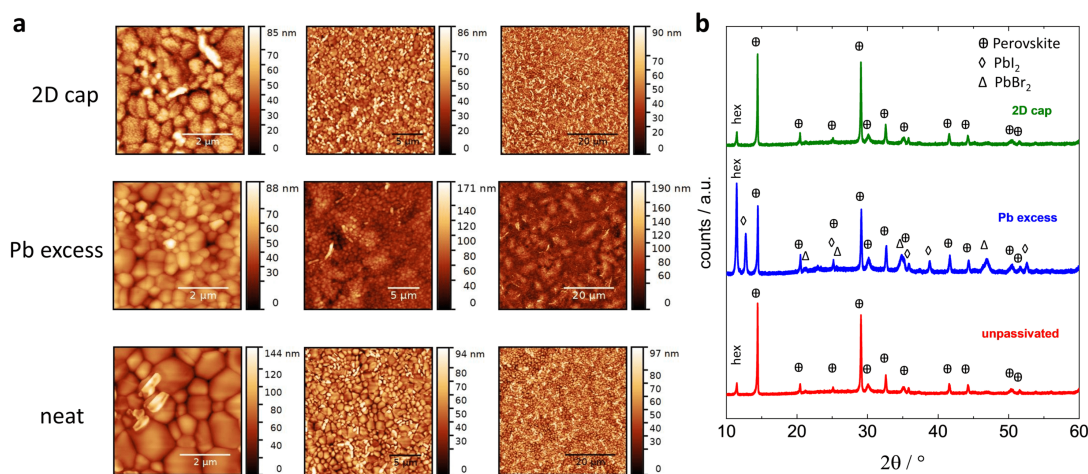 a
2D cap
85 nm
70
60
50
40
30
20
10
0
2 µm
86 nm
70
60
50
40
30
20
10
0
5 µm
90 nm
70
60
50
40
30
20
10
0
20 µm
Pb excess
88 nm
70
60
50
40
30
20
10
0
2 µm
171 nm
140
120
100
80
60
40
20
0
5 µm
190 nm
160
140
120
100
80
60
40
20
0
20 µm
neat
144 nm
120
100
80
60
40
20
0
2 µm
94 nm
80
70
60
50
40
30
20
10
0
5 µm
97 nm
80
70
60
50
40
30
20
10
0
20 µm
b
⊕ Perovskite
◊ PbI2
△ PbBr2
hex
2D cap
hex
Pb excess
hex
unpassivated
counts / a.u.
10 20 30 40 50 60
2θ / °